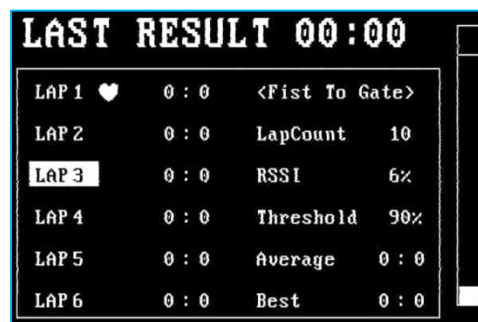 LAST RESULT 00:00
LAP 1 ♥ 0 : 0 <Fist To Gate>
LAP 2 0 : 0 LapCount 10
LAP 3 0 : 0 RSSI 6%
LAP 4 0 : 0 Threshold 90%
LAP 5 0 : 0 Average 0 : 0
LAP 6 0 : 0 Best 0 : 0